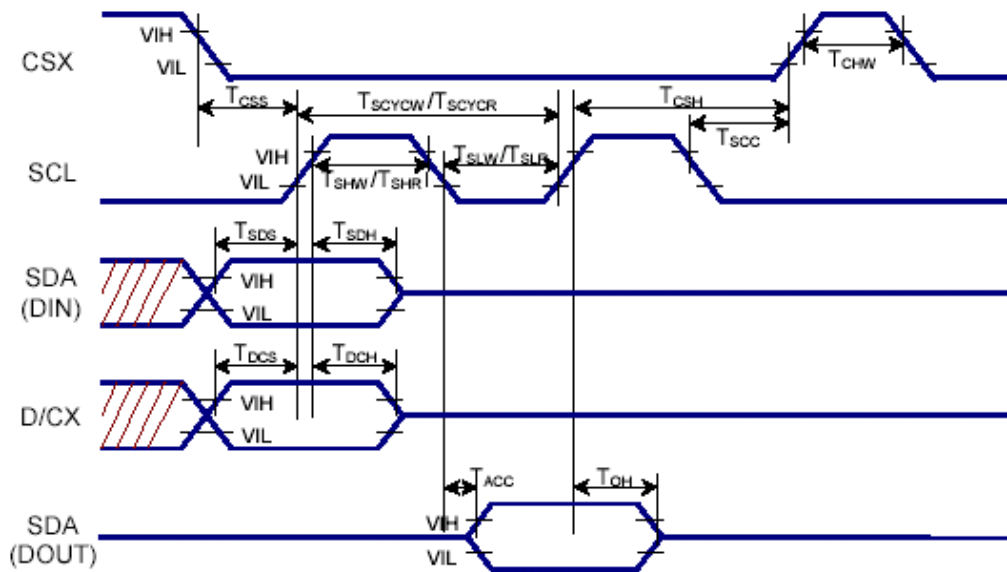 CSX
VIH
VIL
TCSS
TSCYCW/TSCYCR
TCSH
TCHW
TSCC
SCL
VIH
VIL
TSHW/TSHR
TSLW/TSLR
SDA
(DIN)
TSDS
TSDH
VIH
VIL
D/CX
TDCS
TDCH
VIH
VIL
SDA
(DOUT)
TACC
TOH
VIH
VIL